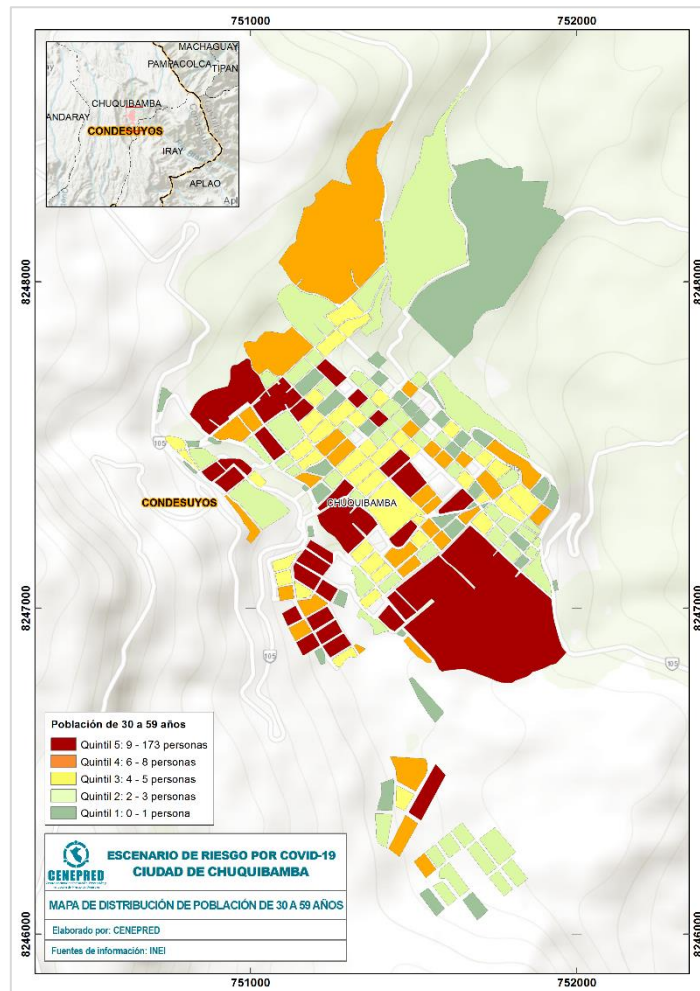 751000
752000
MACHAGUAY
PAMPACOLCA
TIPAN
CHUQUIBAMBA
ANDARAY
CONDESUYOS
IRAY
APLAO
Apl
8248000
8248000
105
CONDESUYOS
CHUQUIBAMBA
8247000
8247000
105
105
Población de 30 a 59 años
Quintil 5: 9 - 173 personas
Quintil 4: 6 - 8 personas
Quintil 3: 4 - 5 personas
Quintil 2: 2 - 3 personas
Quintil 1: 0 - 1 persona
CENEPRED
ESCENARIO DE RIESGO POR COVID-19
CIUDAD DE CHUQUIBAMBA
MAPA DE DISTRIBUCIÓN DE POBLACIÓN DE 30 A 59 AÑOS
Elaborado por: CENEPRED
Fuentes de información: INEI
8246000
8246000
751000
752000